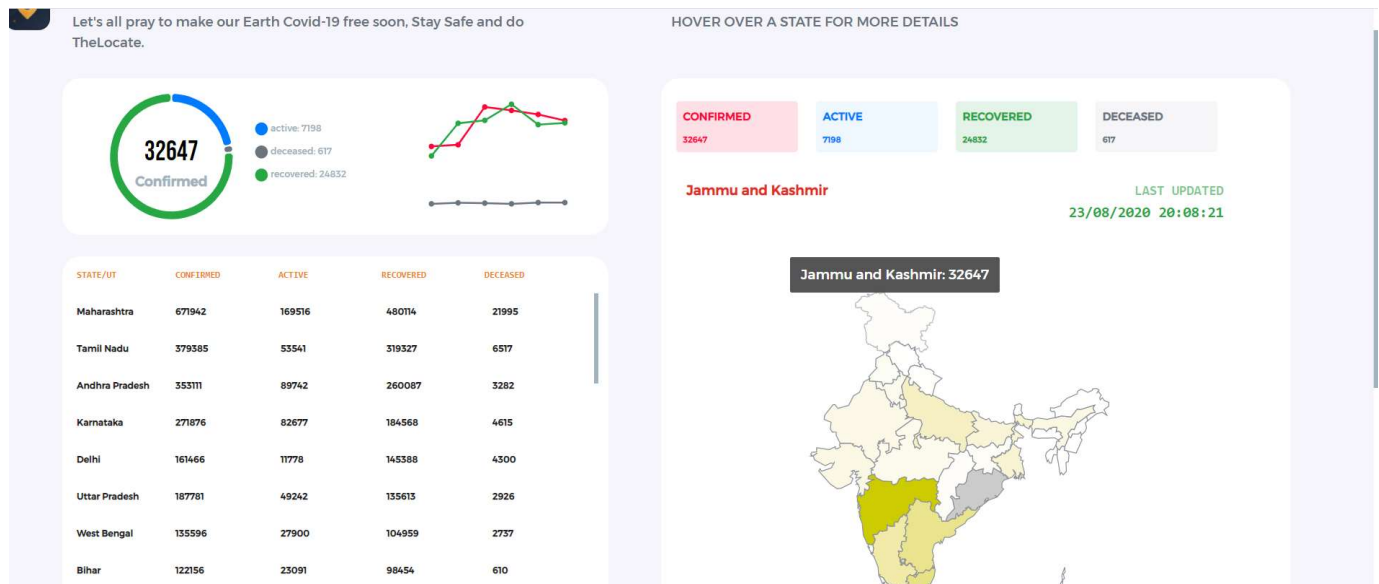 Let's all pray to make our Earth Covid-19 free soon, Stay Safe and do
TheLocate.
32647
Confirmed
active: 7198
deceased: 617
recovered: 24832
STATE/UT CONFIRMED ACTIVE RECOVERED DECEASED
Maharashtra 671942 169516 480114 21995
Tamil Nadu 379385 53541 319327 6517
Andhra Pradesh 353111 89742 260087 3282
Karnataka 271876 82677 184568 4615
Delhi 161466 11778 145388 4300
Uttar Pradesh 187781 49242 135613 2926
West Bengal 135596 27900 104959 2737
Bihar 122156 23091 98454 610
HOVER OVER A STATE FOR MORE DETAILS
CONFIRMED ACTIVE RECOVERED DECEASED
32647 7198 24832 617
Jammu and Kashmir
LAST UPDATED
23/08/2020 20:08:21
Jammu and Kashmir: 32647